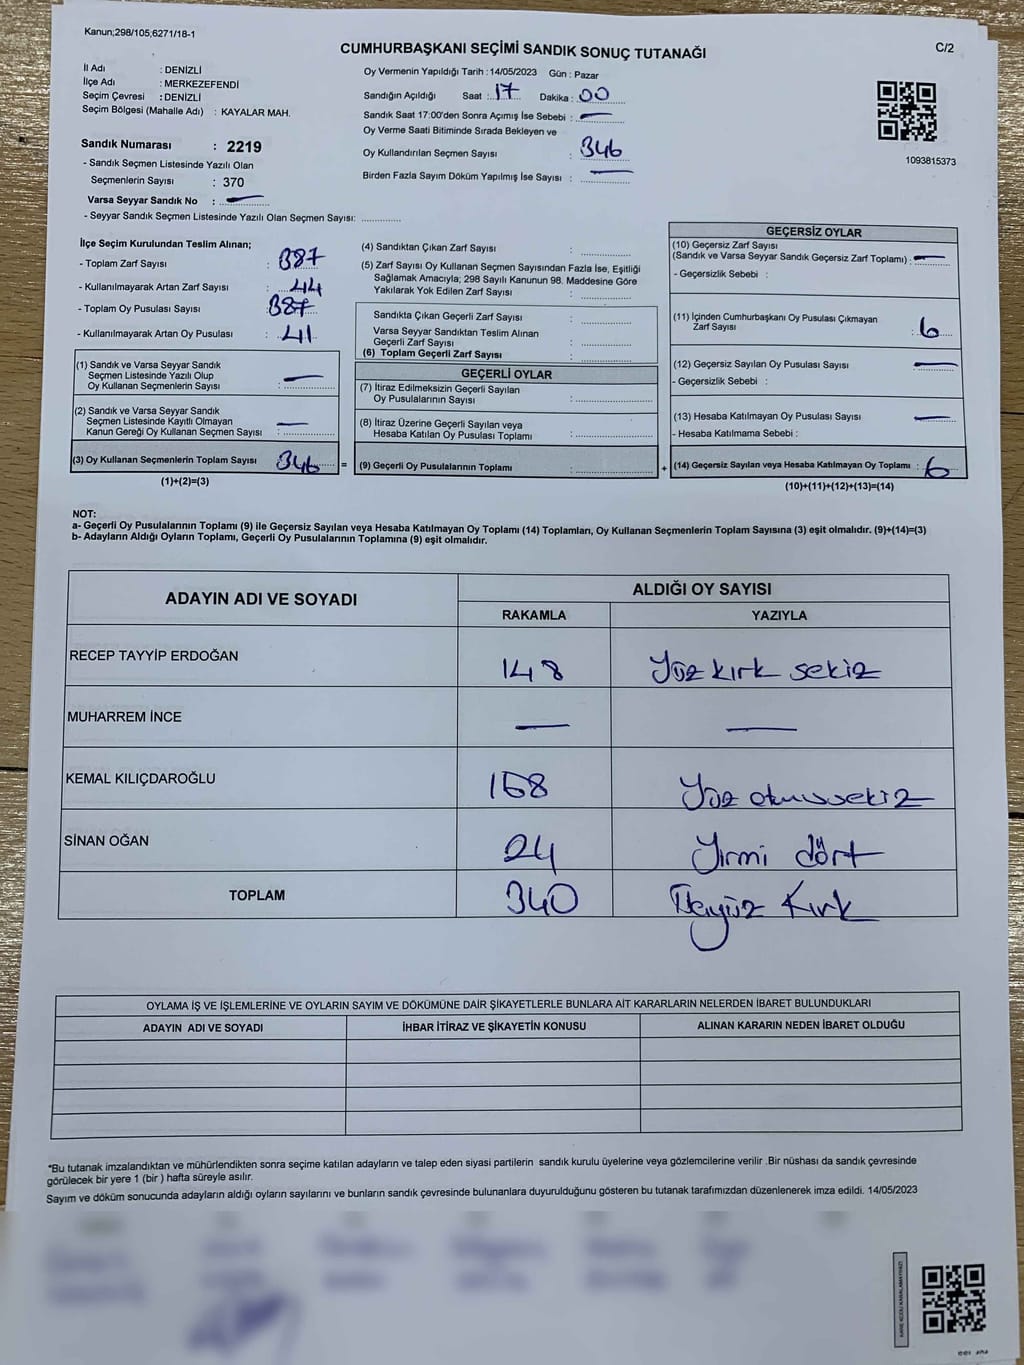 Kanun;298/105;6271/18-1
CUMHURBAŞKANI SEÇİMİ SANDIK SONUÇ TUTANAĞI
C/2
İl Adı : DENİZLİ
İlçe Adı : MERKEZEFENDİ
Seçim Çevresi : DENİZLİ
Seçim Bölgesi (Mahalle Adı) : KAYALAR MAH.
Sandık Numarası : 2219
- Sandık Seçmen Listesinde Yazılı Olan
Seçmenlerin Sayısı : 370
Varsa Seyyar Sandık No : —
- Seyyar Sandık Seçmen Listesinde Yazılı Olan Seçmen Sayısı: ............
Oy Vermenin Yapıldığı Tarih : 14/05/2023 Gün : Pazar
Sandığın Açıldığı Saat : 17 Dakika : 00
Sandık Saat 17:00'den Sonra Açımış İse Sebebi : —
Oy Verme Saati Bitiminde Sırada Bekleyen ve
Oy Kullandırılan Seçmen Sayısı : 346
Birden Fazla Sayım Döküm Yapılmış İse Sayısı : —
1093815373
İlçe Seçim Kurulundan Teslim Alınan;
- Toplam Zarf Sayısı : 387
- Kullanılmayarak Artan Zarf Sayısı : 44
- Toplam Oy Pusulası Sayısı : 387
- Kullanılmayarak Artan Oy Pusulası : 41
(1) Sandık ve Varsa Seyyar Sandık
Seçmen Listesinde Yazılı Olup
Oy Kullanan Seçmenlerin Sayısı : —
(2) Sandık ve Varsa Seyyar Sandık
Seçmen Listesinde Kayıtlı Olmayan
Kanun Gereği Oy Kullanan Seçmen Sayısı : —
(3) Oy Kullanan Seçmenlerin Toplam Sayısı 346 =
(1)+(2)=(3)
(4) Sandıktan Çıkan Zarf Sayısı : ............
(5) Zarf Sayısı Oy Kullanan Seçmen Sayısından Fazla İse, Eşitliği
Sağlamak Amacıyla; 298 Sayılı Kanunun 98. Maddesine Göre
Yakılarak Yok Edilen Zarf Sayısı : ............
Sandıkta Çıkan Geçerli Zarf Sayısı : ............
Varsa Seyyar Sandıktan Teslim Alınan
Geçerli Zarf Sayısı : ............
(6) Toplam Geçerli Zarf Sayısı : ............
GEÇERLİ OYLAR
(7) İtiraz Edilmeksizin Geçerli Sayılan
Oy Pusulalarının Sayısı : ............
(8) İtiraz Üzerine Geçerli Sayılan veya
Hesaba Katılan Oy Pusulası Toplamı : ............
(9) Geçerli Oy Pusulalarının Toplamı : ............ +
GEÇERSİZ OYLAR
(10) Geçersiz Zarf Sayısı
(Sandık ve Varsa Seyyar Sandık Geçersiz Zarf Toplamı) : —
- Geçersizlik Sebebi :
(11) İçinden Cumhurbaşkanı Oy Pusulası Çıkmayan
Zarf Sayısı : 6
(12) Geçersiz Sayılan Oy Pusulası Sayısı : —
- Geçersizlik Sebebi :
(13) Hesaba Katılmayan Oy Pusulası Sayısı : —
- Hesaba Katılmama Sebebi :
(14) Geçersiz Sayılan veya Hesaba Katılmayan Oy Toplamı : 6
(10)+(11)+(12)+(13)=(14)
NOT:
a- Geçerli Oy Pusulalarının Toplamı (9) ile Geçersiz Sayılan veya Hesaba Katılmayan Oy Toplamı (14) Toplamları, Oy Kullanan Seçmenlerin Toplam Sayısına (3) eşit olmalıdır. (9)+(14)=(3)
b- Adayların Aldığı Oyların Toplamı, Geçerli Oy Pusulalarının Toplamına (9) eşit olmalıdır.
ADAYIN ADI VE SOYADI
ALDIĞI OY SAYISI
RAKAMLA YAZIYLA
RECEP TAYYİP ERDOĞAN 148 Yüz kırk sekiz
MUHARREM İNCE — —
KEMAL KILIÇDAROĞLU 168 Yüz
SİNAN OĞAN 24 Yirmi dört
TOPLAM 340 Üçyüz Kırk
OYLAMA İŞ VE İŞLEMLERİNE VE OYLARIN SAYIM VE DÖKÜMÜNE DAİR ŞİKAYETLERLE BUNLARA AİT KARARLARIN NELERDEN İBARET BULUNDUKLARI
ADAYIN ADI VE SOYADI İHBAR İTİRAZ VE ŞİKAYETİN KONUSU ALINAN KARARIN NEDEN İBARET OLDUĞU
*Bu tutanak imzalandıktan ve mühürlendikten sonra seçime katılan adayların ve talep eden siyasi partilerin sandık kurulu üyelerine veya gözlemcilerine verilir .Bir nüshası da sandık çevresinde
görülecek bir yere 1 (bir ) hafta süreyle asılır.
Sayım ve döküm sonucunda adayların aldığı oyların sayılarını ve bunların sandık çevresinde bulunanlara duyurulduğunu gösteren bu tutanak tarafımızdan düzenlenerek imza edildi. 14/05/2023
KARE KODU KARALAMAYINIZ!